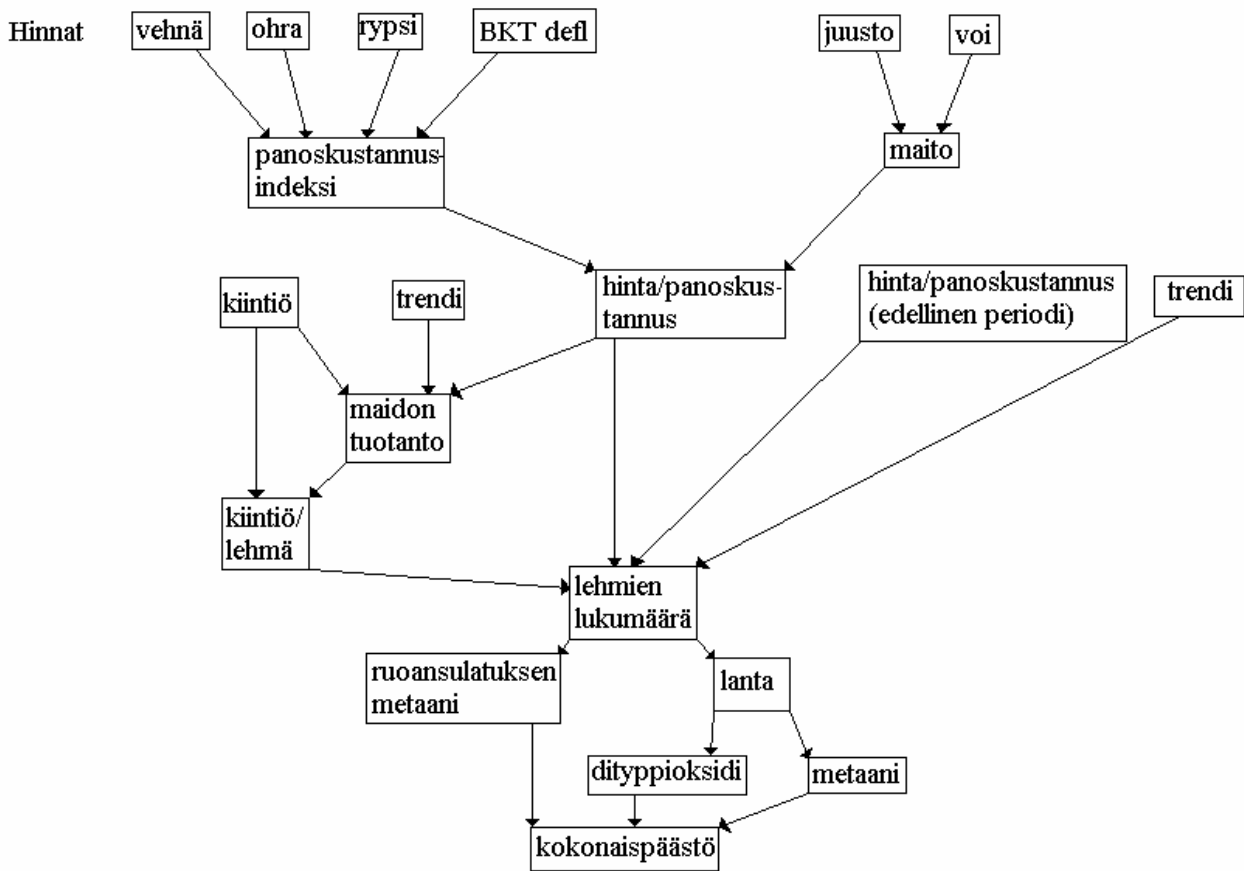 Hinnat
vehnä
ohra
rypsi
BKT defl
juusto
voi
panoskustannus-
indeksi
maito
kiintiö
trendi
hinta/panoskus-
tannus
hinta/panoskustannus
(edellinen periodi)
trendi
maidon
tuotanto
kiintiö/
lehmä
lehmien
lukumäärä
ruoansulatuksen
metaani
lanta
dityppioksidi
metaani
kokonaispäästö